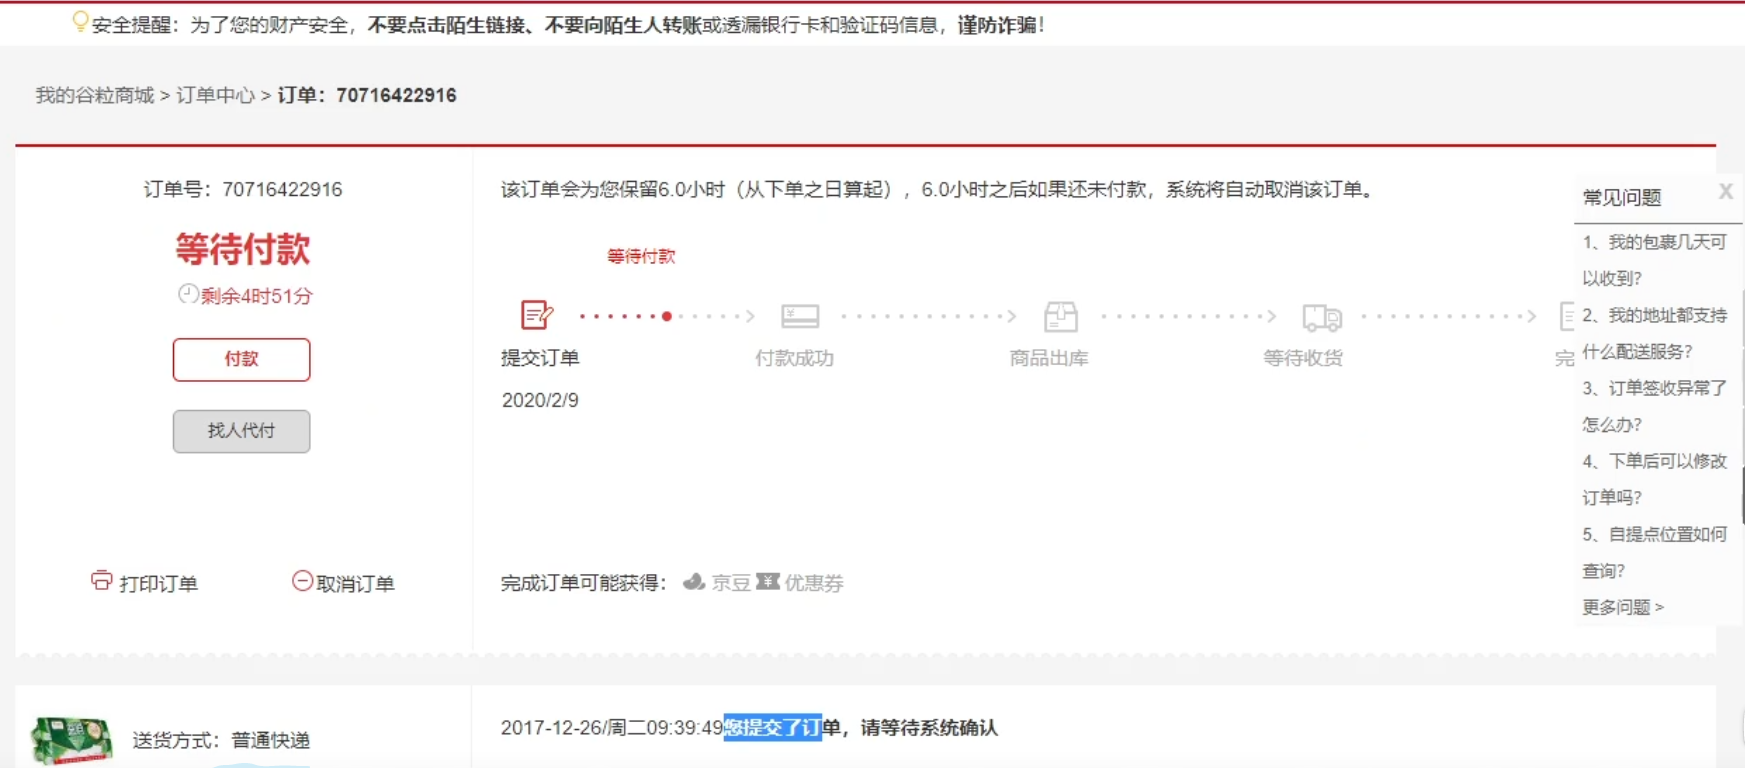 安全提醒：为了您的财产安全，不要点击陌生链接、不要向陌生人转账或透漏银行卡和验证码信息，谨防诈骗！
我的谷粒商城 > 订单中心 > 订单：70716422916
订单号：70716422916
等待付款
剩余4时51分
付款
找人代付
打印订单
取消订单
该订单会为您保留6.0小时（从下单之日算起），6.0小时之后如果还未付款，系统将自动取消该订单。
等待付款
提交订单
付款成功
商品出库
等待收货
完
2020/2/9
完成订单可能获得：京豆 优惠券
常见问题
X
1、我的包裹几天可
以收到?
2、我的地址都支持
什么配送服务?
3、订单签收异常了
怎么办?
4、下单后可以修改
订单吗?
5、自提点位置如何
查询?
更多问题 >
送货方式：普通快递
2017-12-26/周二09:39:49您提交了订单，请等待系统确认